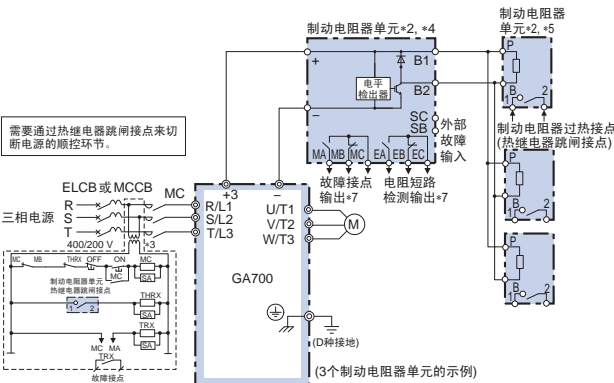 制动电阻器单元*2, *4
制动电阻器
单元*2, *5
+
B1
P
电平
检出器
B2
−
SC
SB
外部
故障
输入
B
1
2
MA
MB
MC
EA
EB
EC
制动电阻器过热接点
(热继电器跳闸接点)
故障接点
输出*7
电阻短路
检测输出*7
P
B
1
2
需要通过热继电器跳闸接点来切
断电源的顺控环节。
ELCB或MCCB
MC
+3
−
三相电源
R
S
T
R/L1
S/L2
T/L3
U/T1
V/T2
W/T3
M
400/200 V
*3
P
B
1
2
GA700
MC
MB
THRX
OFF
ON
MC
MC
SA
制动电阻器单元
热继电器跳闸接点
1
2
THRX
SA
TRX
SA
MC
MA
TRX
故障接点
(D种接地)
(3个制动电阻器单元的示例)